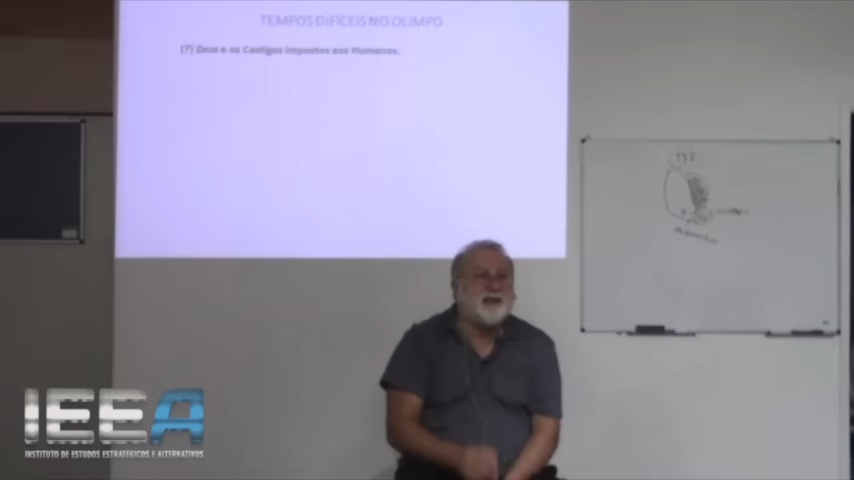 TEMPOS DIFÍCEIS NO OLIMPO
(7) Zeus e os Castigos Impostos aos Humanos.
IEEA
INSTITUTO DE ESTUDOS ESTRATÉGICOS E ALTERNATIVOS